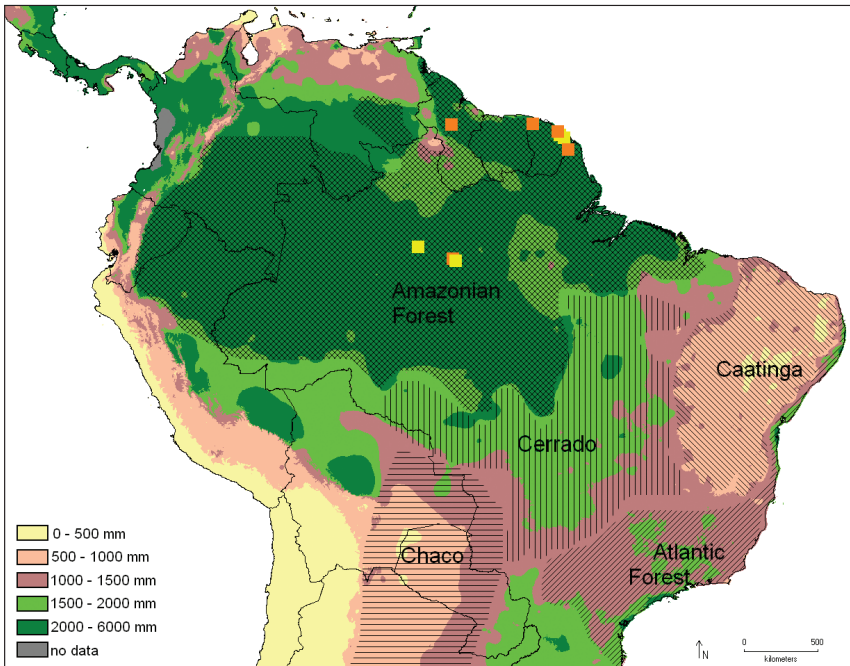 Amazonian
Forest
Caatinga
Cerrado
Chaco
Atlantic
Forest
0 - 500 mm
500 - 1000 mm
1000 - 1500 mm
1500 - 2000 mm
2000 - 6000 mm
no data
N
0 500
kilometers